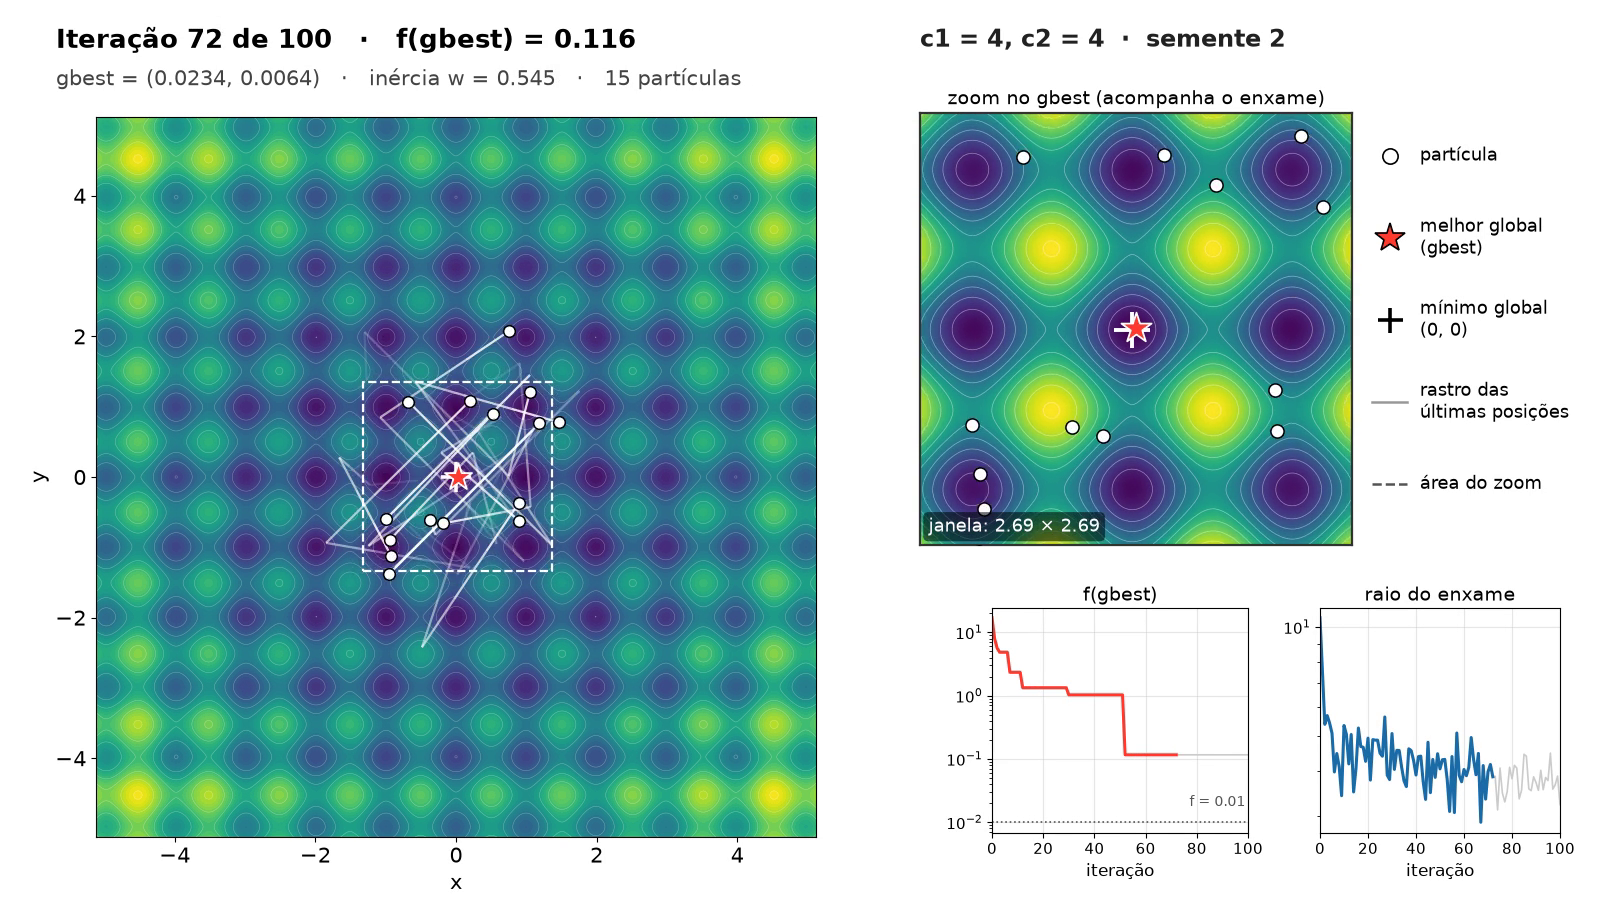 Iteração 72 de 100 · f(gbest) = 0.116
gbest = (0.0234, 0.0064) · inércia w = 0.545 · 15 partículas
c1 = 4, c2 = 4 · semente 2
4
2
0
−2
−4
y
−4
−2
0
2
4
x
zoom no gbest (acompanha o enxame)
janela: 2.69 × 2.69
partícula
melhor global
(gbest)
mínimo global
(0, 0)
rastro das
últimas posições
área do zoom
f(gbest)
10¹
10⁰
10⁻¹
10⁻²
f = 0.01
0
20
40
60
80
100
iteração
raio do enxame
10¹
0
20
40
60
80
100
iteração